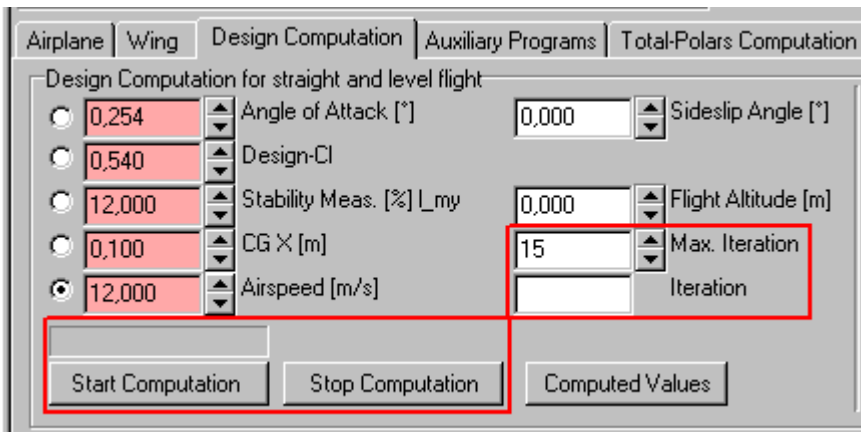 Airplane Wing Design Computation Auxiliary Programs Total-Polars Computation
Design Computation for straight and level flight
0,254 Angle of Attack [°] 0,000 Sideslip Angle [°]
0,540 Design-Cl
12,000 Stability Meas. [%] l_my 0,000 Flight Altitude [m]
0,100 CG X [m] 15 Max. Iteration
12,000 Airspeed [m/s] Iteration
Start Computation Stop Computation Computed Values